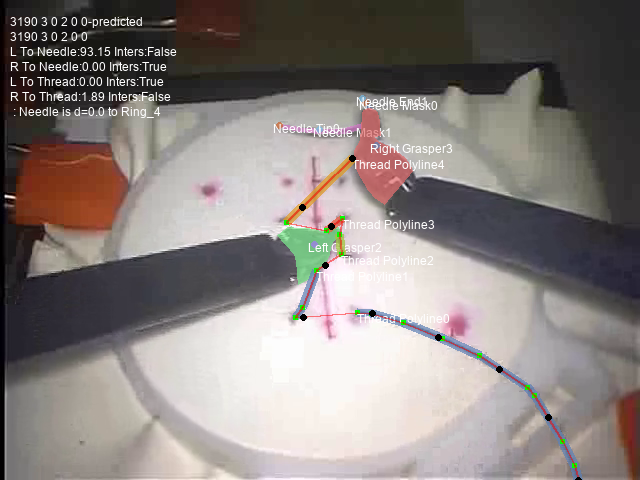 3190 3 0 2 0 0-predicted
3190 3 0 2 0 0
L To Needle:93.15 Inters:False
R To Needle:0.00 Inters:True
L To Thread:0.00 Inters:True
R To Thread:1.89 Inters:False
: Needle is d=0.0 to Ring_4
Needle End1
Needle Mask0
Needle Tip0
Needle Mask1
Right Grasper3
Thread Polyline4
Thread Polyline3
Left Grasper2
Thread Polyline2
Thread Polyline1
Thread Polyline0